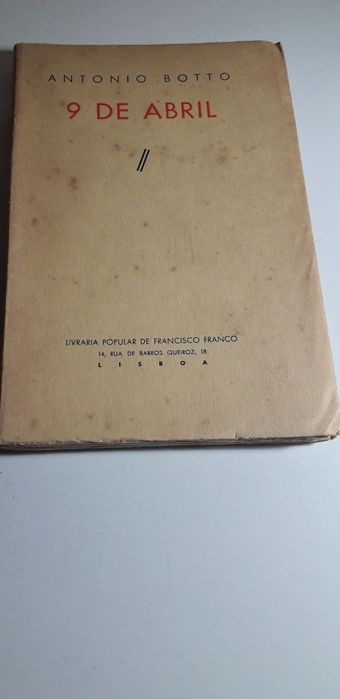 ANTONIO BOTTO
9 DE ABRIL
//
LIVRARIA POPULAR DE FRANCISCO FRANCO
14, RUA DE BARROS QUEIROZ, 18
LISBOA